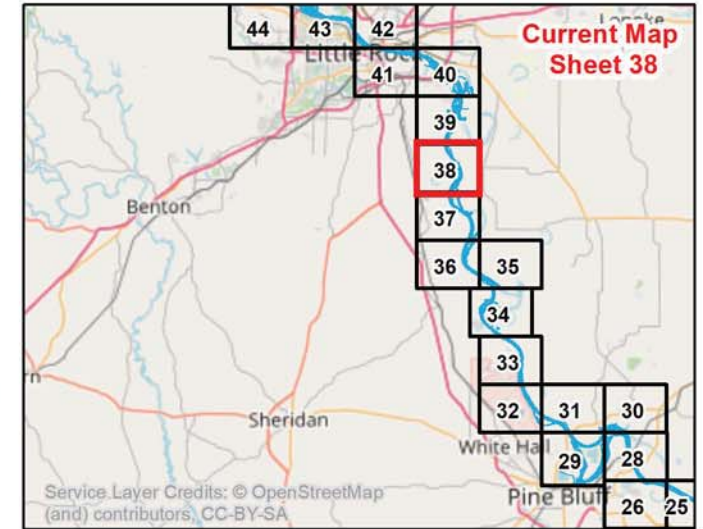 44 43 42
Lonoke
Current Map
Sheet 38
Little Rock
41 40
39
38
Benton
37
36 35
34
33
Sheridan
32 31 30
White Hall
29 28
Pine Bluff
26 25
Service Layer Credits: © OpenStreetMap
(and) contributors, CC-BY-SA